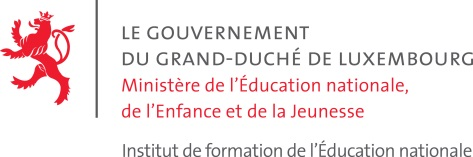 LE GOUVERNEMENT
DU GRAND-DUCHÉ DE LUXEMBOURG
Ministère de l’Éducation nationale,
de l’Enfance et de la Jeunesse
Institut de formation de l’Éducation nationale